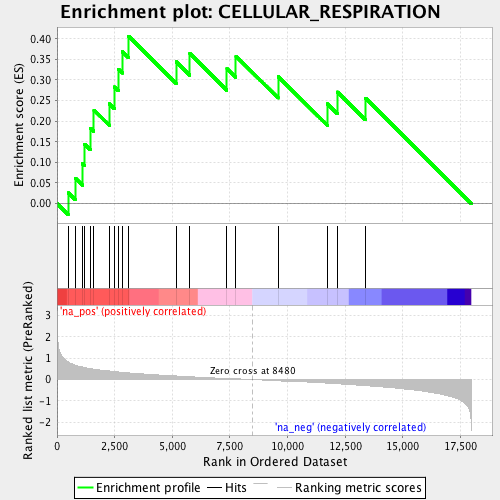 Enrichment plot: CELLULAR_RESPIRATION
Enrichment score (ES)
0.40
0.35
0.30
0.25
0.20
0.15
0.10
0.05
0.00
'na_pos' (positively correlated)
Ranked list metric (PreRanked)
3
2
1
0
-1
-2
Zero cross at 8480
'na_neg' (negatively correlated)
0 2,500 5,000 7,500 10,000 12,500 15,000 17,500
Rank in Ordered Dataset
Enrichment profile Hits Ranking metric scores